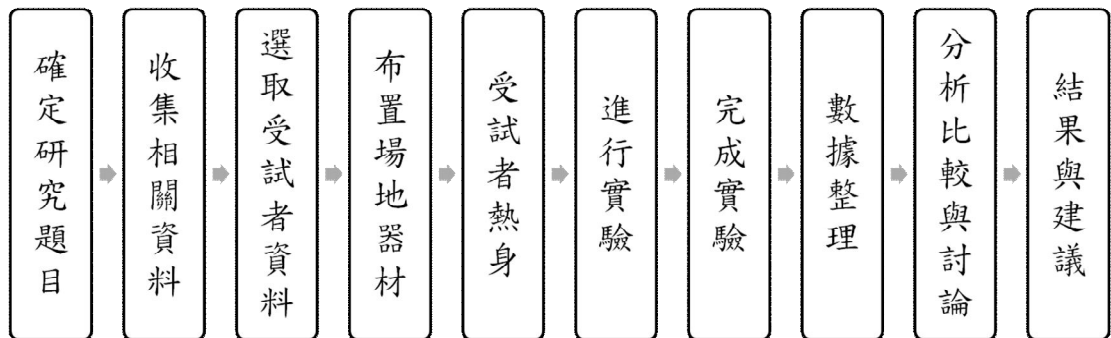 確定研究題目
收集相關資料
選取受試者資料
布置場地器材
受試者熱身
進行實驗
完成實驗
數據整理
分析比較與討論
結果與建議